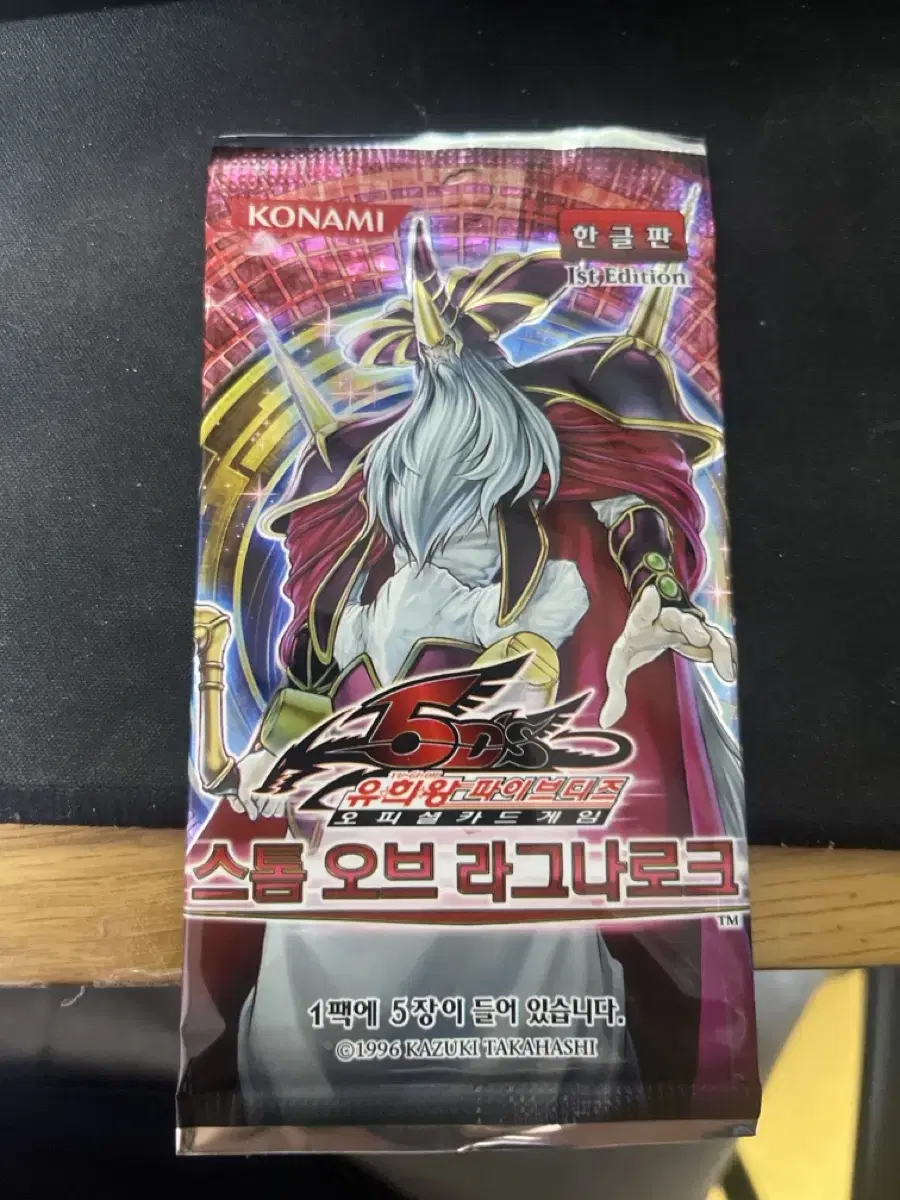 KONAMI
한글판
1st Edition
5D's
유희왕 파이브디즈
오피셜카드게임
스톰 오브 라그나로크
TM
1팩에 5장이 들어 있습니다.
©1996 KAZUKI TAKAHASHI